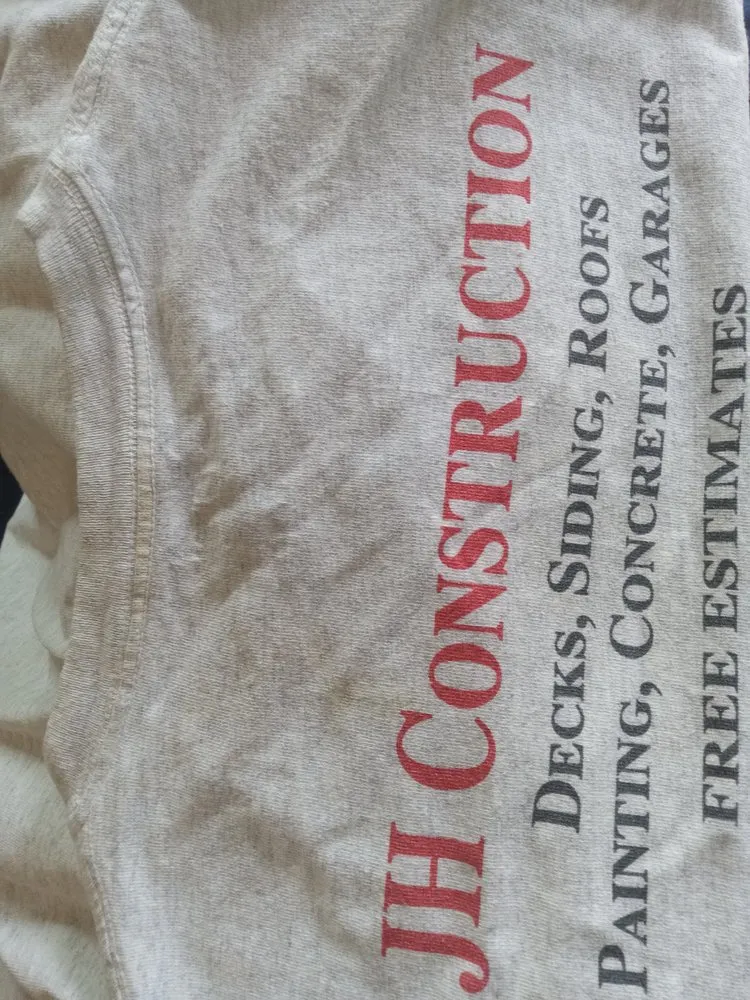 JH CONSTRUCTION
DECKS, SIDING, ROOFS
PAINTING, CONCRETE, GARAGES
FREE ESTIMATES